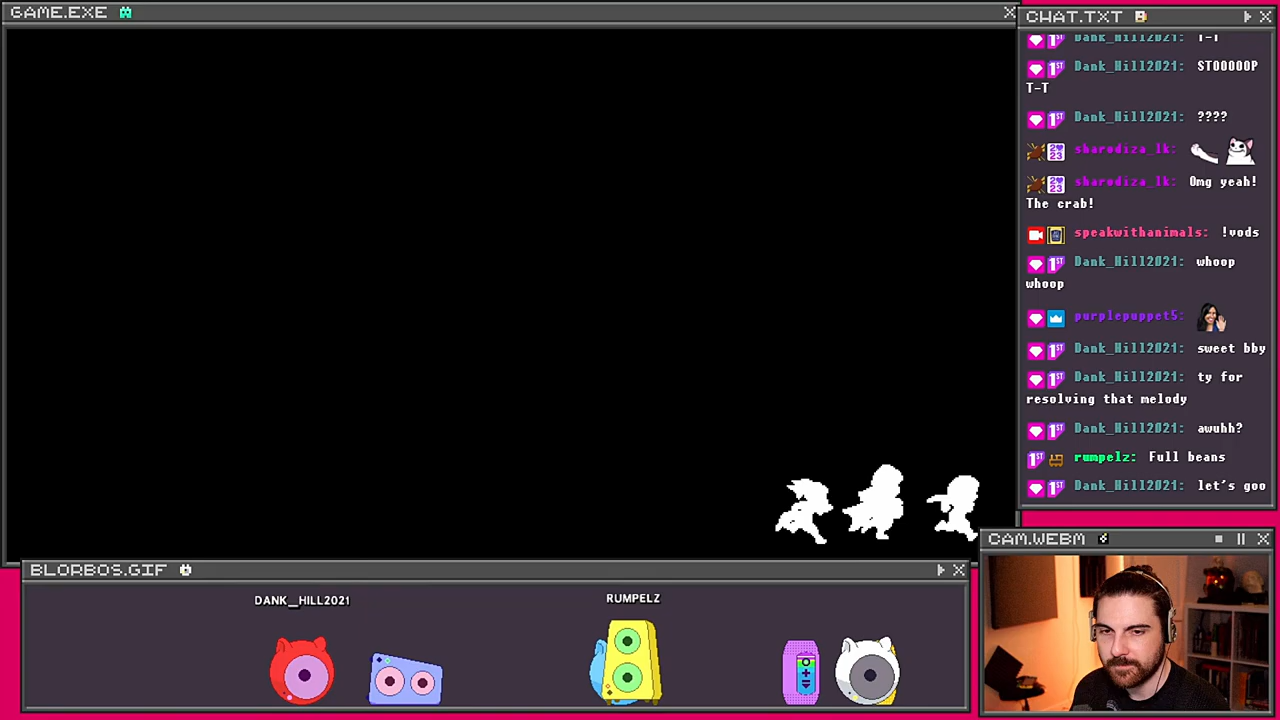 GAME.EXE
CHAT.TXT
Dank_Hill2021: T-T
Dank_Hill2021: STOOOOP
T-T
Dank_Hill2021: ????
sharodiza_lk:
sharodiza_lk: Omg yeah!
The crab!
speakwithanimals: !vods
Dank_Hill2021: whoop
whoop
purplepuppet5:
Dank_Hill2021: sweet bby
Dank_Hill2021: ty for
resolving that melody
Dank_Hill2021: awuhh?
rumpelz: Full beans
Dank_Hill2021: let's goo
CAM.WEBM
BLORBOS.GIF
DANK_HILL2021
RUMPELZ